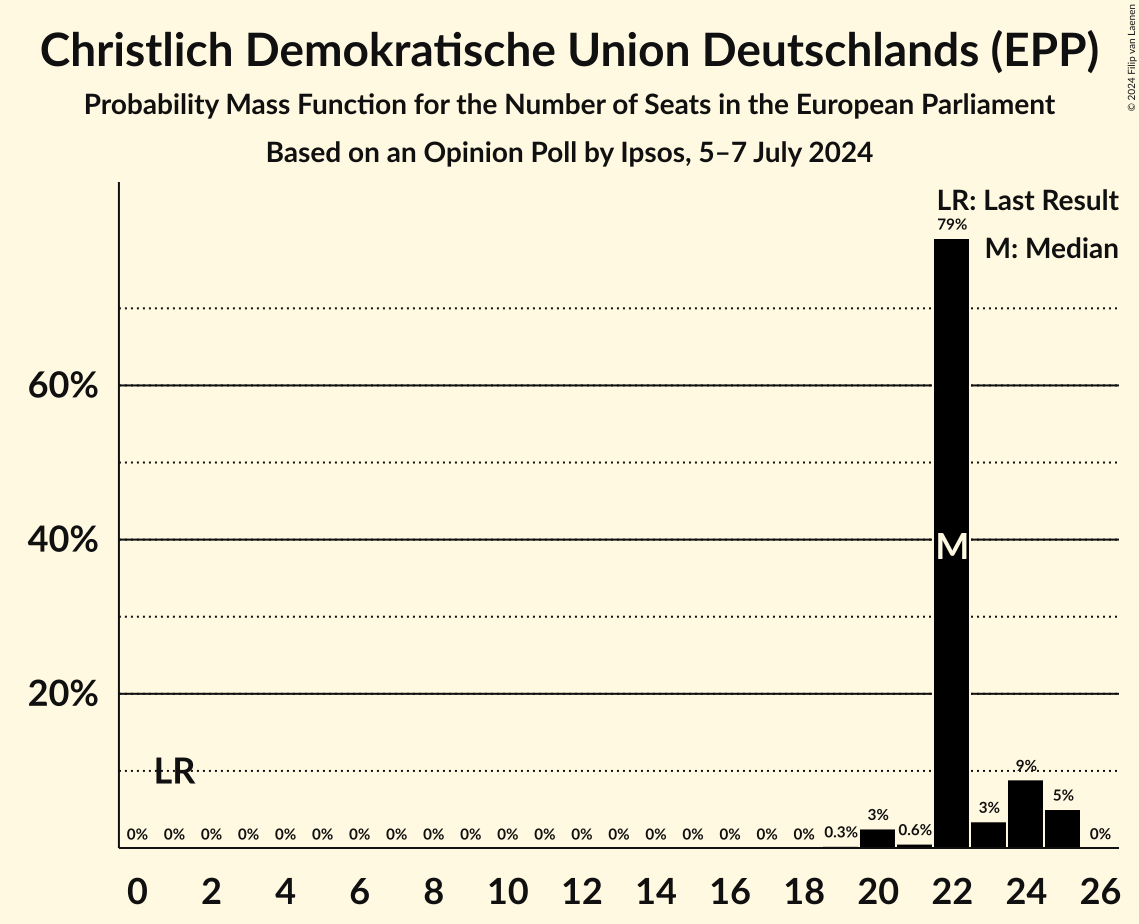 Christlich Demokratische Union Deutschlands (EPP)
Probability Mass Function for the Number of Seats in the European Parliament
Based on an Opinion Poll by Ipsos, 5–7 July 2024
© 2024 Filip van Laenen
LR: Last Result
M: Median
79%
60%
40%
M
20%
LR
9%
5%
3%
3%
0% 0% 0% 0% 0% 0% 0% 0% 0% 0% 0% 0% 0% 0% 0% 0% 0% 0% 0% 0.3% 0.6% 0%
0 2 4 6 8 10 12 14 16 18 20 22 24 26